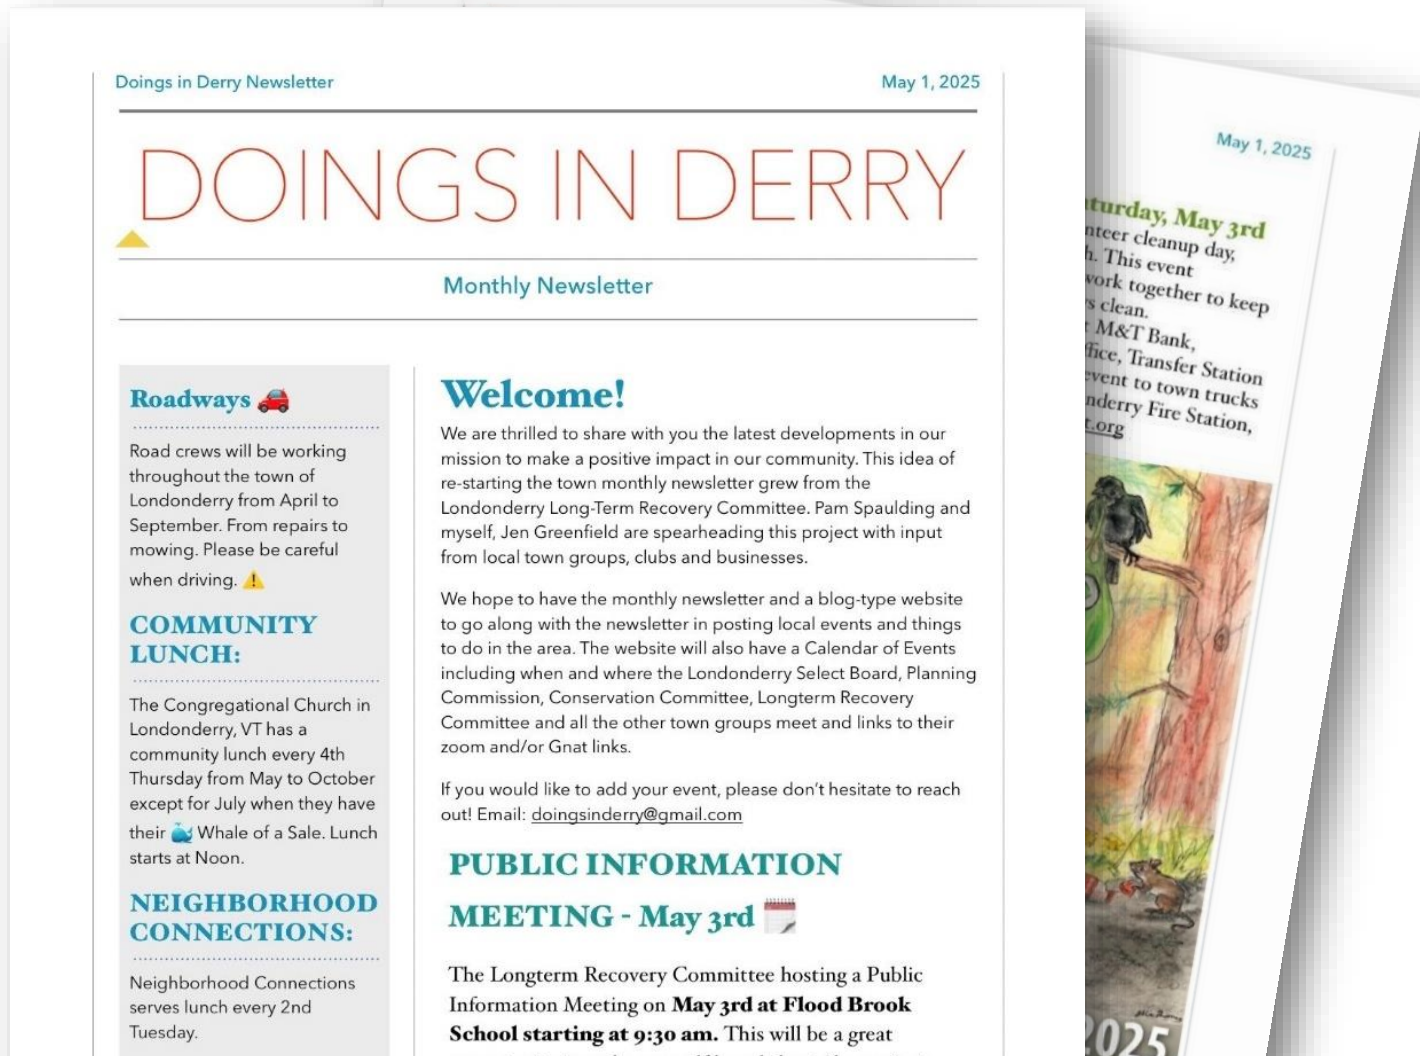 Doings in Derry Newsletter
May 1, 2025
DOINGS IN DERRY
Monthly Newsletter
Roadways
Road crews will be working
throughout the town of
Londonderry from April to
September. From repairs to
mowing. Please be careful
when driving.
COMMUNITY
LUNCH:
The Congregational Church in
Londonderry, VT has a
community lunch every 4th
Thursday from May to October
except for July when they have
their Whale of a Sale. Lunch
starts at Noon.
NEIGHBORHOOD
CONNECTIONS:
Neighborhood Connections
serves lunch every 2nd
Tuesday.
Welcome!
We are thrilled to share with you the latest developments in our
mission to make a positive impact in our community. This idea of
re-starting the town monthly newsletter grew from the
Londonderry Long-Term Recovery Committee. Pam Spaulding and
myself, Jen Greenfield are spearheading this project with input
from local town groups, clubs and businesses.
We hope to have the monthly newsletter and a blog-type website
to go along with the newsletter in posting local events and things
to do in the area. The website will also have a Calendar of Events
including when and where the Londonderry Select Board, Planning
Commission, Conservation Committee, Longterm Recovery
Committee and all the other town groups meet and links to their
zoom and/or Gnat links.
If you would like to add your event, please don't hesitate to reach
out! Email: doingsinderry@gmail.com
PUBLIC INFORMATION
MEETING - May 3rd
The Longterm Recovery Committee hosting a Public
Information Meeting on May 3rd at Flood Brook
School starting at 9:30 am. This will be a great
May 1, 2025
turday, May 3rd
nteer cleanup day,
h. This event
work together to keep
s clean.
M&T Bank,
ffice, Transfer Station
event to town trucks
nderry Fire Station,
t.org
2025